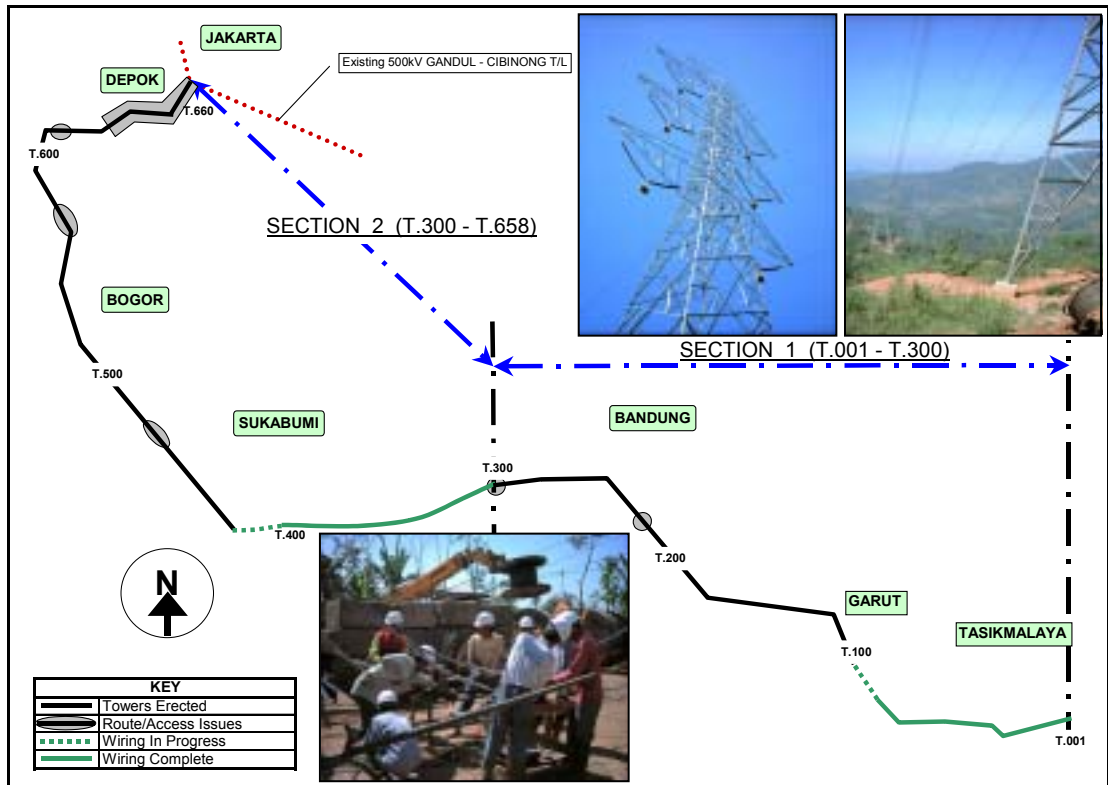 JAKARTA
Existing 500kV GANDUL - CIBINONG T/L
DEPOK
T.660
T.600
SECTION 2 (T.300 - T.658)
BOGOR
SECTION 1 (T.001 - T.300)
T.500
SUKABUMI
BANDUNG
T.300
T.400
T.200
N
GARUT
TASIKMALAYA
T.100
T.001
KEY
Towers Erected
Route/Access Issues
Wiring In Progress
Wiring Complete